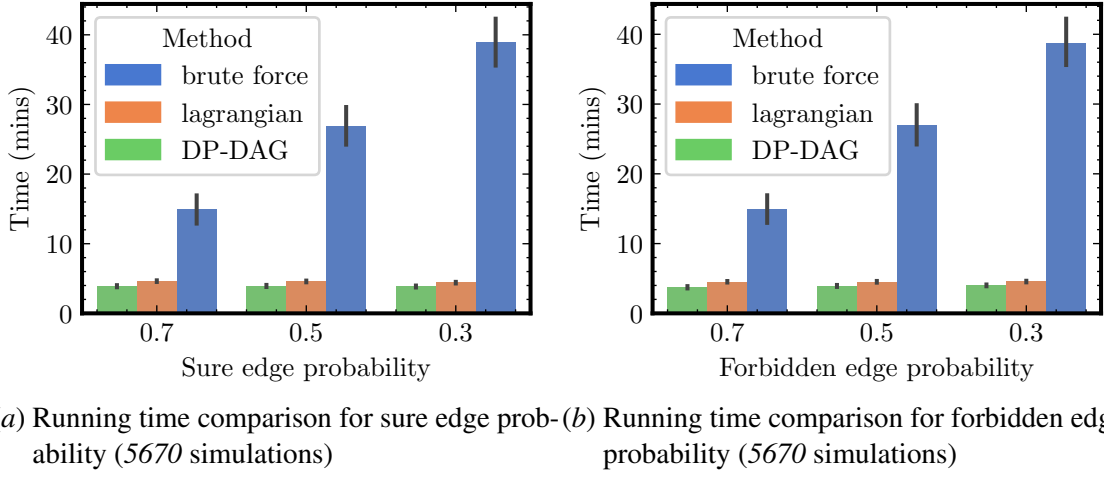 Method
brute force
lagrangian
DP-DAG
Time (mins)
40
30
20
10
0
0.7 0.5 0.3
Sure edge probability
Method
brute force
lagrangian
DP-DAG
Time (mins)
40
30
20
10
0
0.7 0.5 0.3
Forbidden edge probability
a) Running time comparison for sure edge prob-
ability (5670 simulations)
(b) Running time comparison for forbidden edg
probability (5670 simulations)